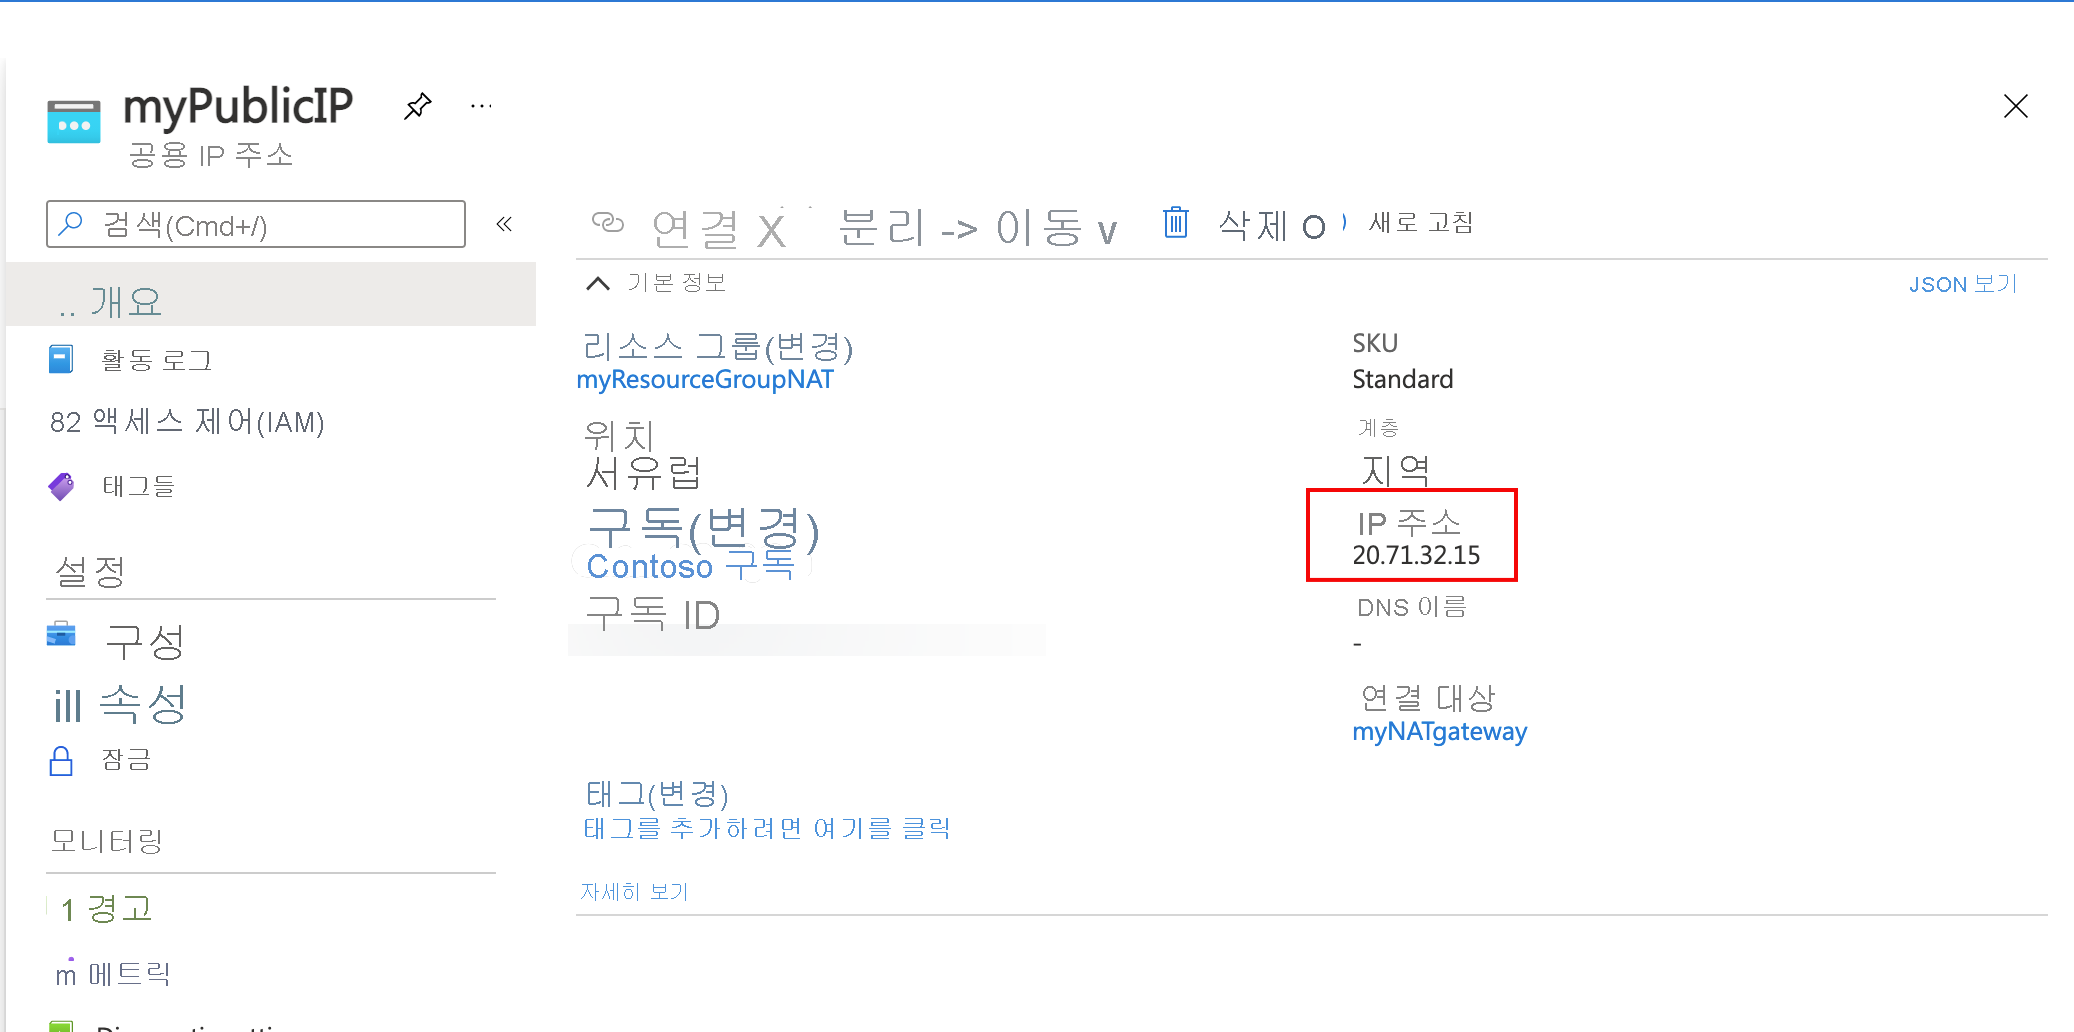 myPublicIP
...
공용 IP 주소
검색(Cmd+/)
«
.. 개요
활동 로그
82 액세스 제어(IAM)
태그들
설정
구성
ill 속성
잠금
모니터링
1 경고
m 메트릭
연결 X 분리 -> 이동 v 삭제 O 새로 고침
기본 정보
JSON 보기
리소스 그룹(변경)
myResourceGroupNAT
위치
서유럽
구독(변경)
Contoso 구독
구독 ID
SKU
Standard
계층
지역
IP 주소
20.71.32.15
DNS 이름
-
연결 대상
myNATgateway
태그(변경)
태그를 추가하려면 여기를 클릭
자세히 보기